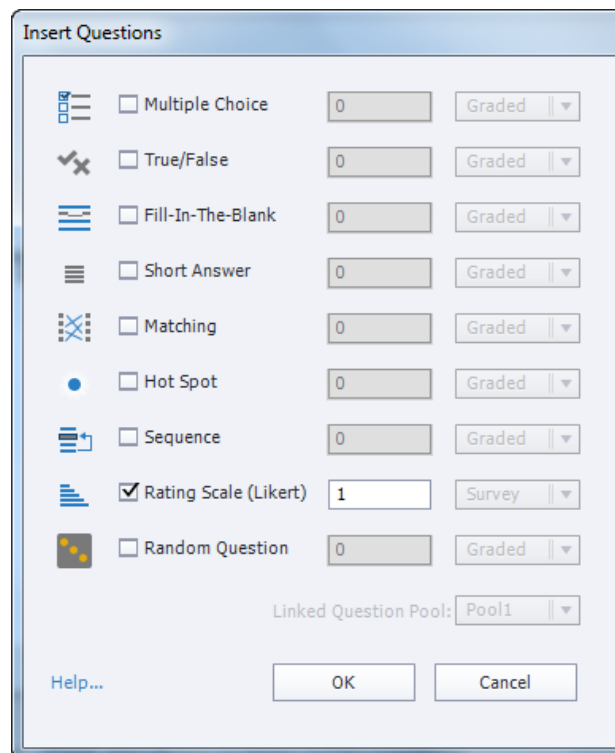 Insert Questions
Multiple Choice 0 Graded
True/False 0 Graded
Fill-In-The-Blank 0 Graded
Short Answer 0 Graded
Matching 0 Graded
Hot Spot 0 Graded
Sequence 0 Graded
Rating Scale (Likert) 1 Survey
Random Question 0 Graded
Linked Question Pool: Pool1
Help... OK Cancel